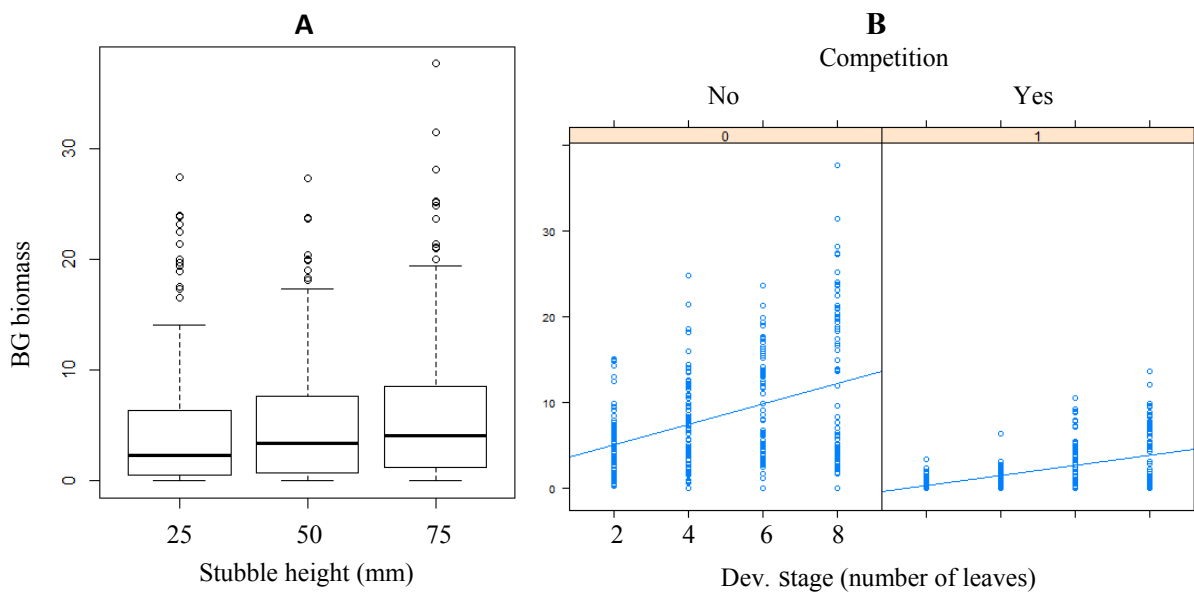 A
BG biomass
0
10
20
30
25 50 75
Stubble height (mm)
B
Competition
No Yes
0 1
30
20
10
0
2 4 6 8
Dev. Stage (number of leaves)